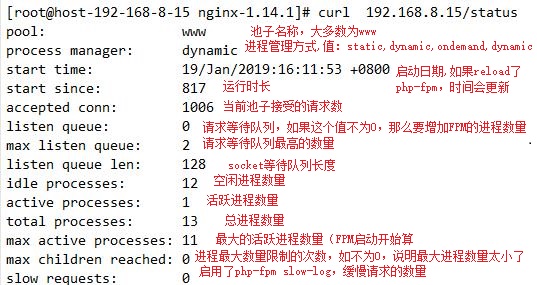 [root@host-192-168-8-15 nginx-1.14.1]# curl  192.168.8.15/status
pool:                 www   池子名称，大多数为www
process manager:      dynamic 进程管理方式,值: static,dynamic,ondemand,dynamic
start time:           19/Jan/2019:16:11:53 +0800 启动日期,如果reload了
start since:          817   运行时长   php-fpm，时间会更新
accepted conn:        1006 当前池子接受的请求数
listen queue:         0 请求等待队列，如果这个值不为0，那么要增加FPM的进程数量
max listen queue:     2 请求等待队列最高的数量
listen queue len:     128   socket等待队列长度
idle processes:       12 空闲进程数量
active processes:     1 活跃进程数量
total processes:      13 总进程数量
max active processes: 11 最大的活跃进程数量（FPM启动开始算
max children reached: 0 进程最大数量限制的次数，如不为0，说明最大进程数量太小了
slow requests:        0 启用了php-fpm slow-log，缓慢请求的数量